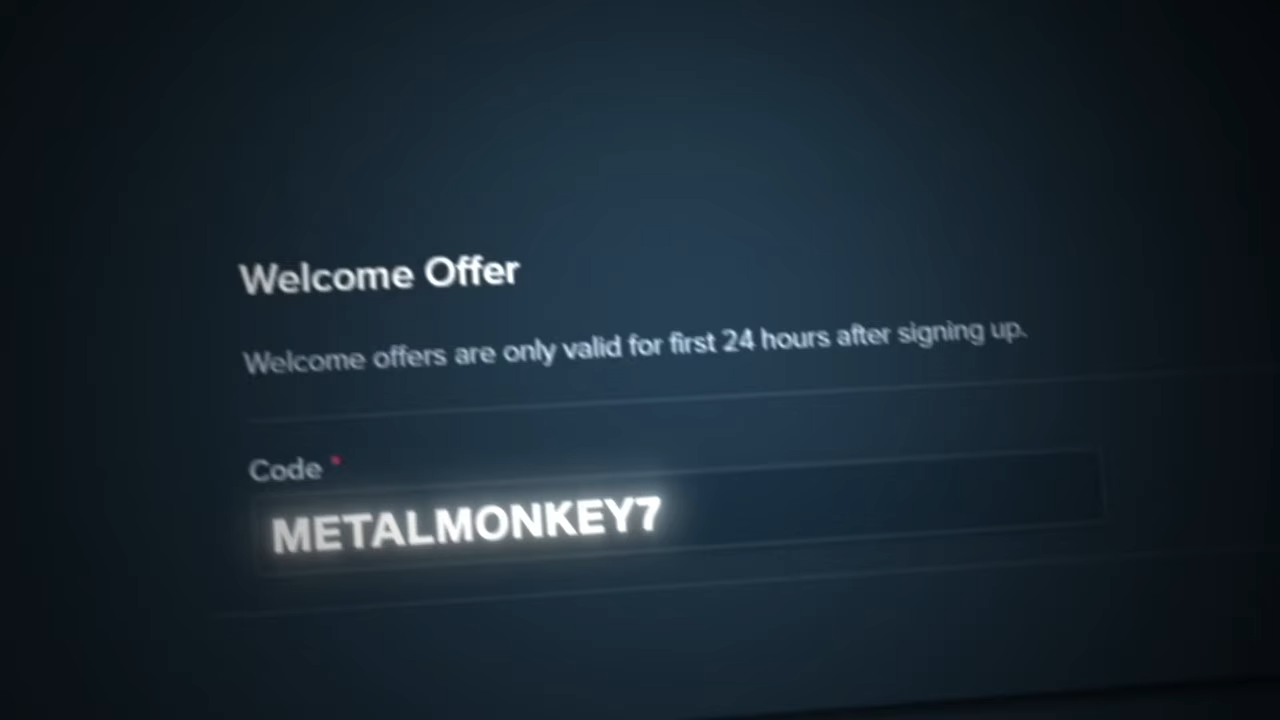 Welcome Offer
Welcome offers are only valid for first 24 hours after signing up.
Code *
METALMONKEY7